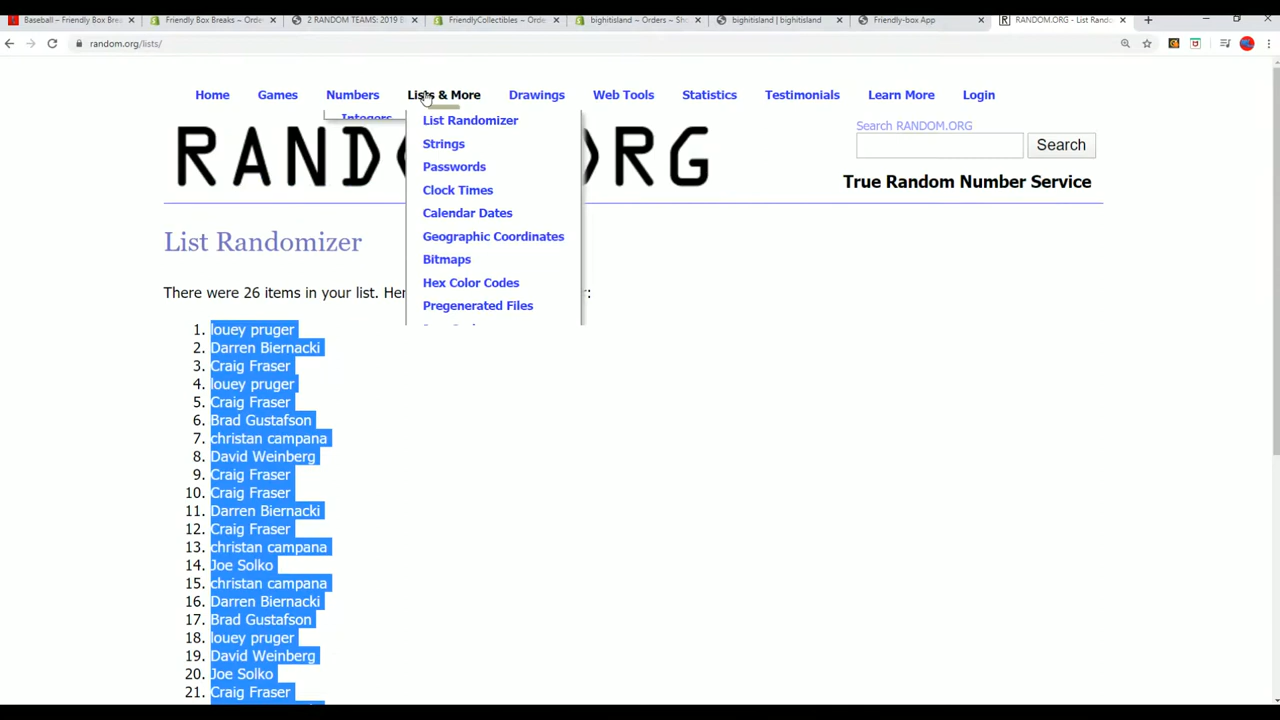 Baseball – Friendly Box Brea
Friendly Box Breaks ~ Orders ~
2 RANDOM TEAMS: 2019 B
FriendlyCollectibles ~ Orders ~
bighitisland ~ Orders ~ Sho
bighitisland | bighitisland
Friendly-box App
RANDOM.ORG - List Rando
random.org/lists/
Home Games Numbers Lists & More Drawings Web Tools Statistics Testimonials Learn More Login
Integers
List Randomizer
Strings
Passwords
Clock Times
Calendar Dates
Geographic Coordinates
Bitmaps
Hex Color Codes
Pregenerated Files
RANDOM.ORG
Search RANDOM.ORG
Search
True Random Number Service
List Randomizer
There were 26 items in your list. Her
:
1. louey pruger
2. Darren Biernacki
3. Craig Fraser
4. louey pruger
5. Craig Fraser
6. Brad Gustafson
7. christan campana
8. David Weinberg
9. Craig Fraser
10. Craig Fraser
11. Darren Biernacki
12. Craig Fraser
13. christan campana
14. Joe Solko
15. christan campana
16. Darren Biernacki
17. Brad Gustafson
18. louey pruger
19. David Weinberg
20. Joe Solko
21. Craig Fraser